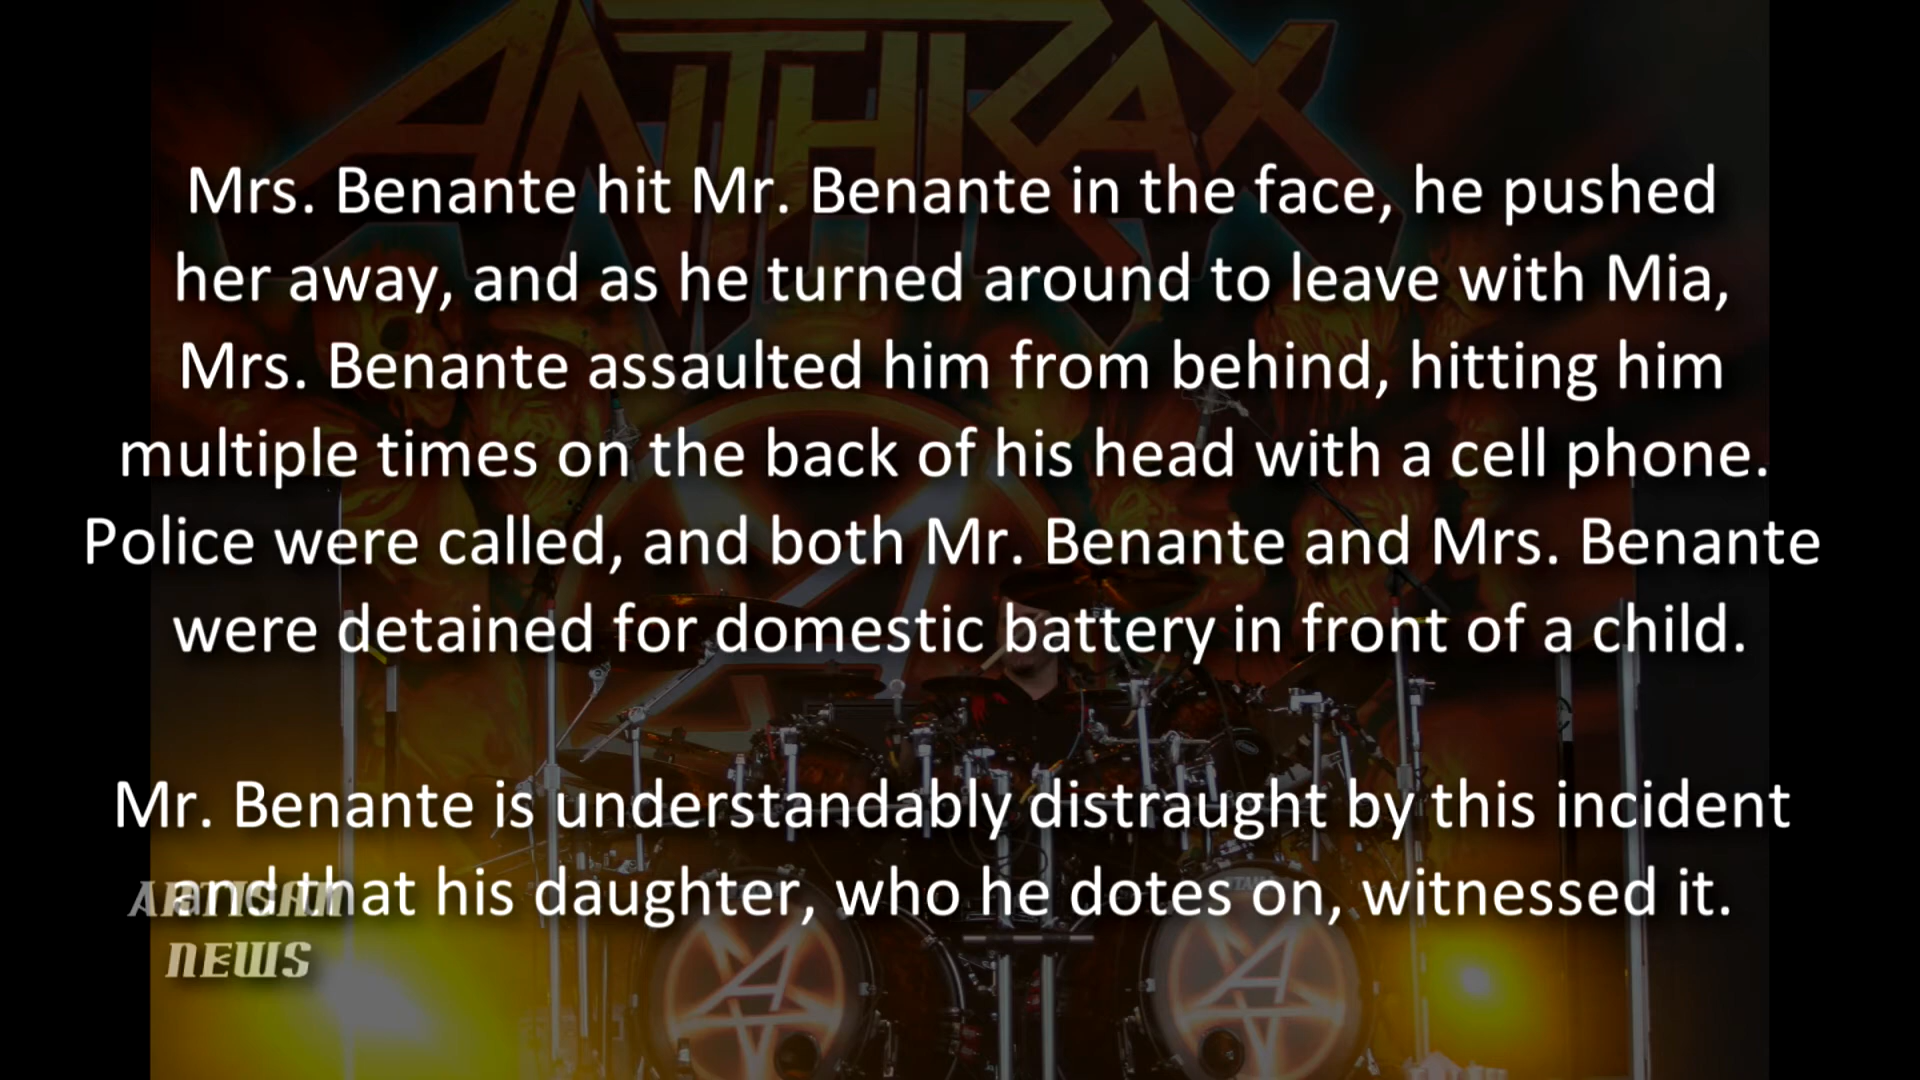 ANTHRAX
Mrs. Benante hit Mr. Benante in the face, he pushed
her away, and as he turned around to leave with Mia,
Mrs. Benante assaulted him from behind, hitting him
multiple times on the back of his head with a cell phone.
Police were called, and both Mr. Benante and Mrs. Benante
were detained for domestic battery in front of a child.
Mr. Benante is understandably distraught by this incident
and that his daughter, who he dotes on, witnessed it.
ARTISAN
NEWS